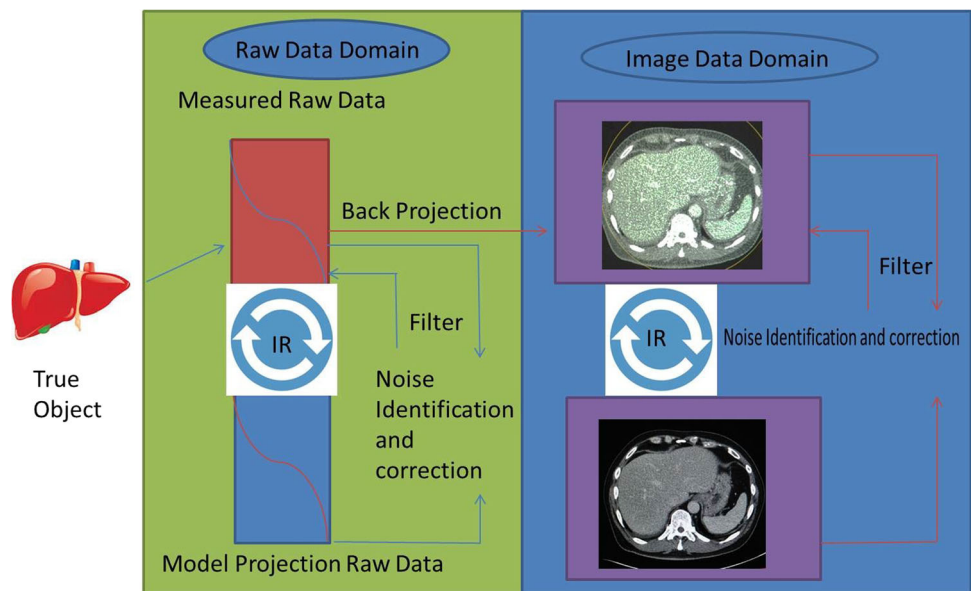 Raw Data Domain
Measured Raw Data
Back Projection
Filter
IR
Noise
Identification
and
correction
Model Projection Raw Data
True
Object
Image Data Domain
Filter
Noise Identification and correction
IR